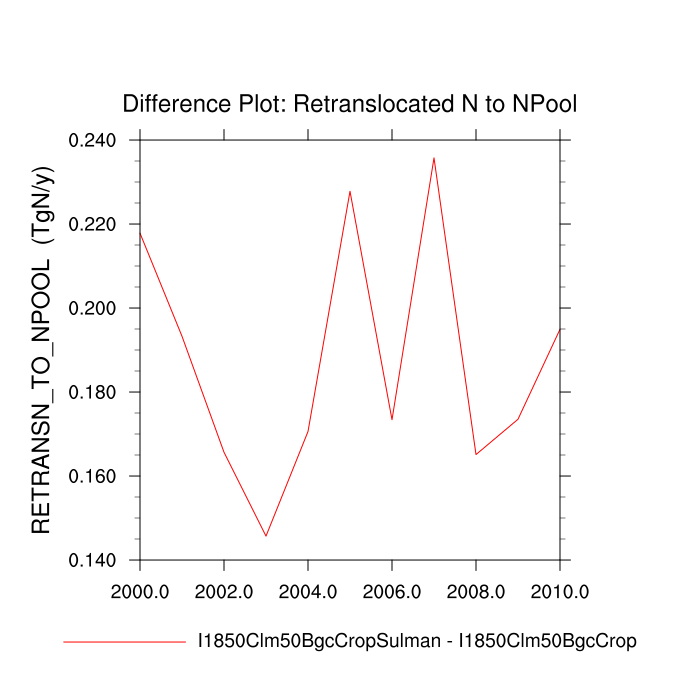 Difference Plot: Retranslocated N to NPool
RETRANSN_TO_NPOOL (TgN/y)
0.240
0.220
0.200
0.180
0.160
0.140
2000.0 2002.0 2004.0 2006.0 2008.0 2010.0
I1850Clm50BgcCropSulman - I1850Clm50BgcCrop